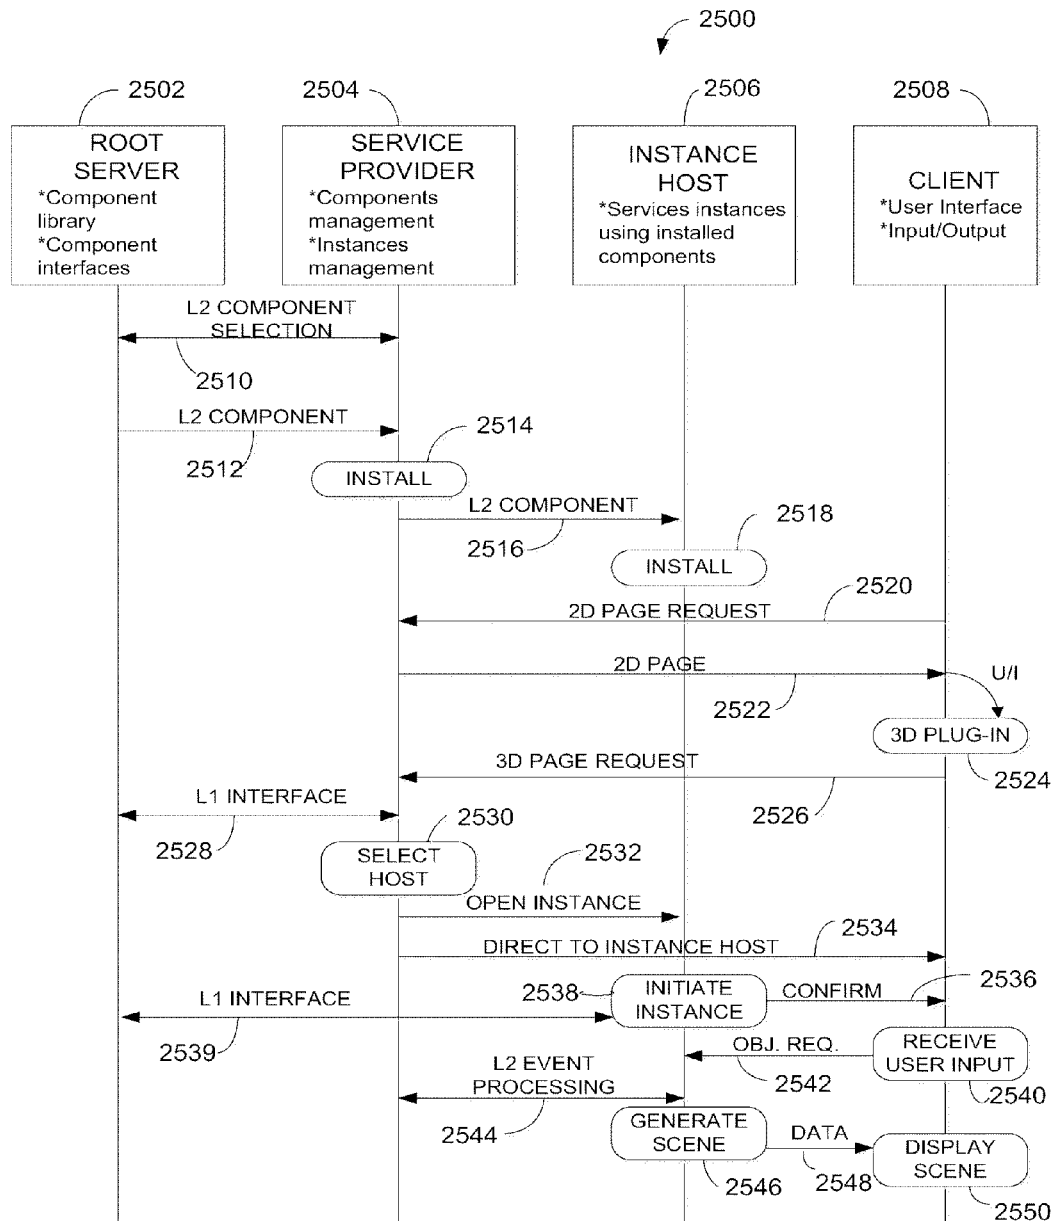 2500
2502
2504
2506
2508
ROOT
SERVER
*Component
library
*Component
interfaces
SERVICE
PROVIDER
*Components
management
*Instances
management
INSTANCE
HOST
*Services instances
using installed
components
CLIENT
*User Interface
*Input/Output
L2 COMPONENT
SELECTION
2510
L2 COMPONENT
2512
2514
INSTALL
L2 COMPONENT
2516
2518
INSTALL
2520
2D PAGE REQUEST
2D PAGE
2522
U/I
3D PLUG-IN
2524
3D PAGE REQUEST
2526
L1 INTERFACE
2528
2530
SELECT
HOST
2532
OPEN INSTANCE
DIRECT TO INSTANCE HOST
2534
2538
INITIATE
INSTANCE
CONFIRM
2536
L1 INTERFACE
2539
OBJ. REQ.
2542
RECEIVE
USER INPUT
2540
L2 EVENT
PROCESSING
2544
GENERATE
SCENE
2546
DATA
2548
DISPLAY
SCENE
2550